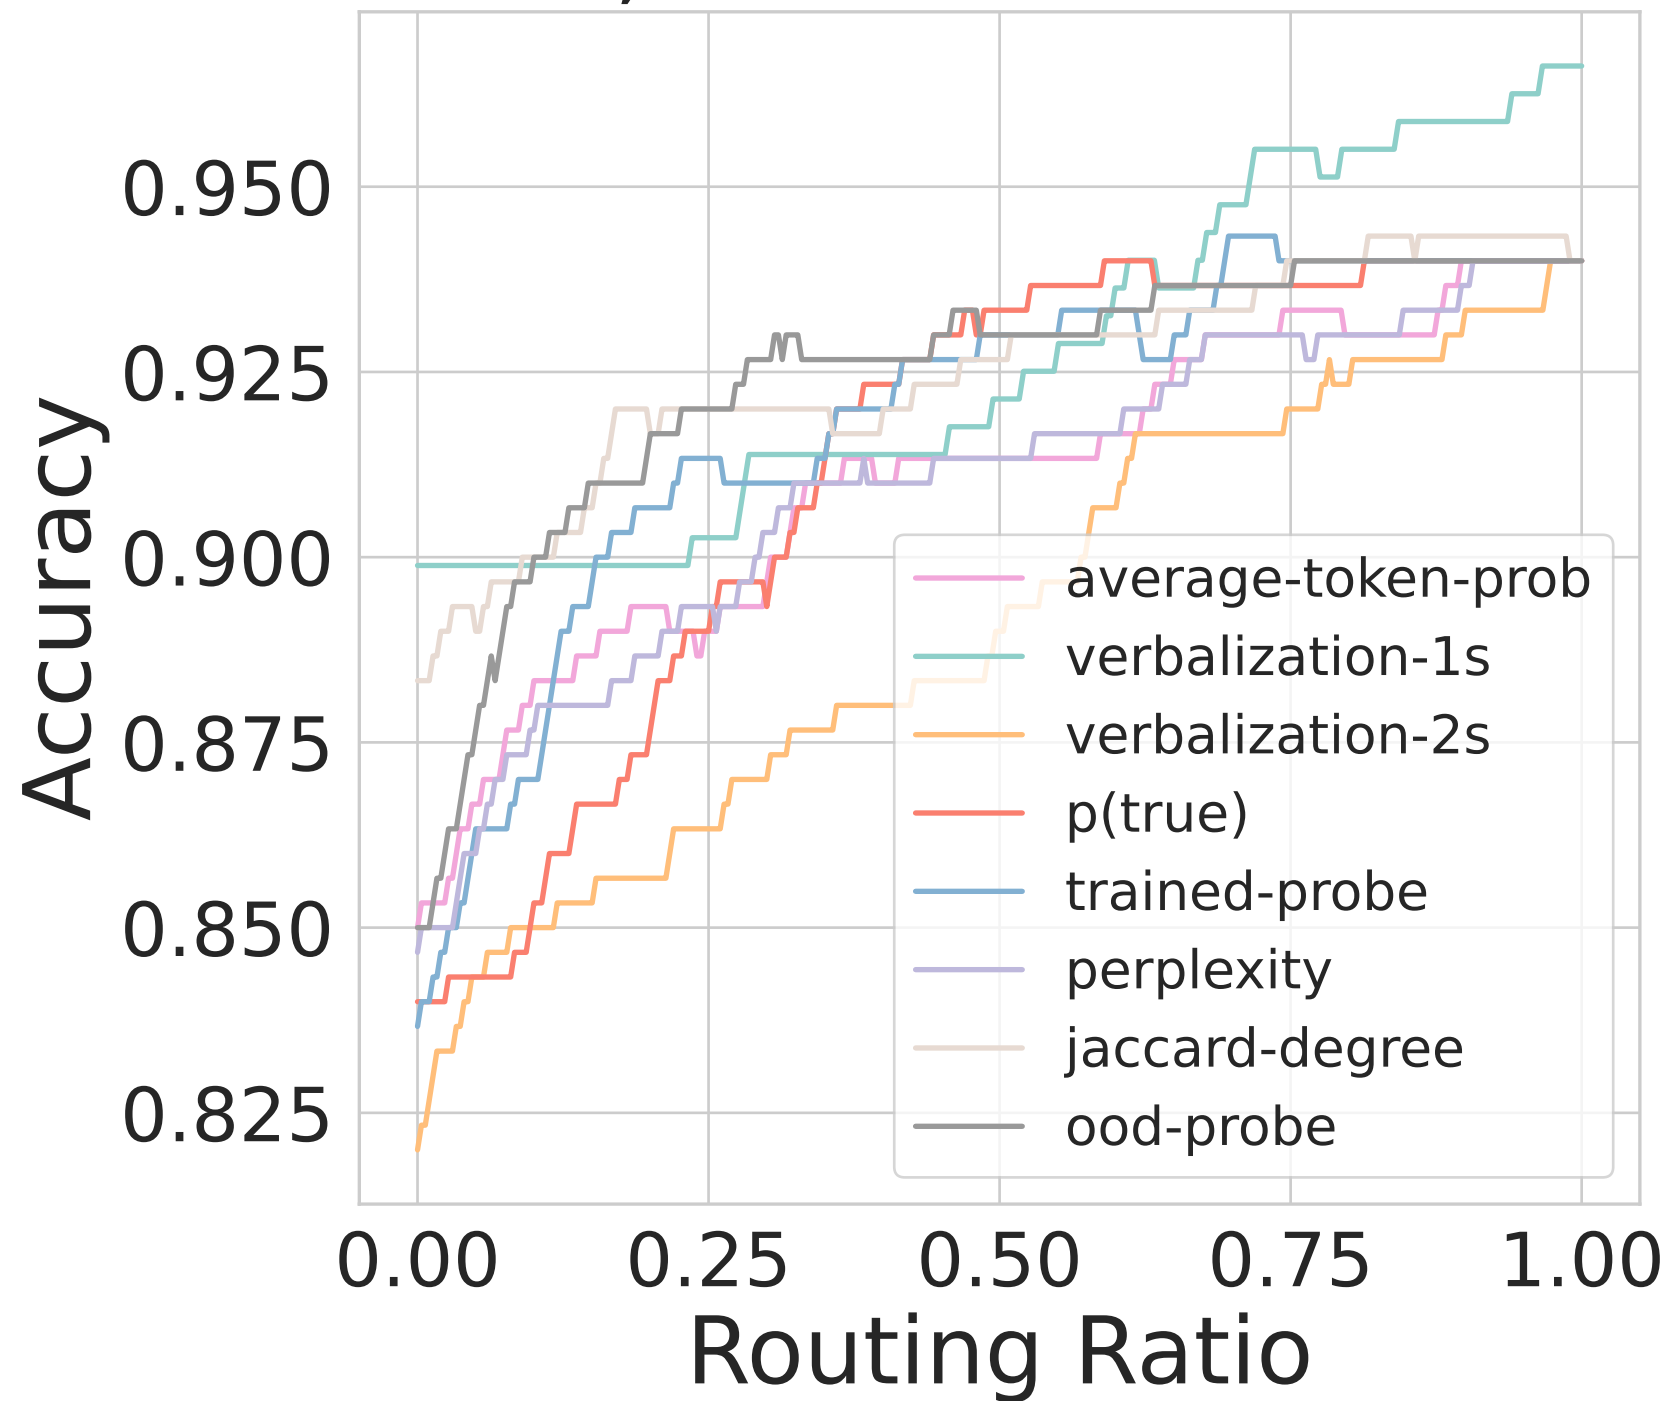 Accuracy
0.950
0.925
0.900
0.875
0.850
0.825
average-token-prob
verbalization-1s
verbalization-2s
p(true)
trained-probe
perplexity
jaccard-degree
ood-probe
0.00 0.25 0.50 0.75 1.00
Routing Ratio